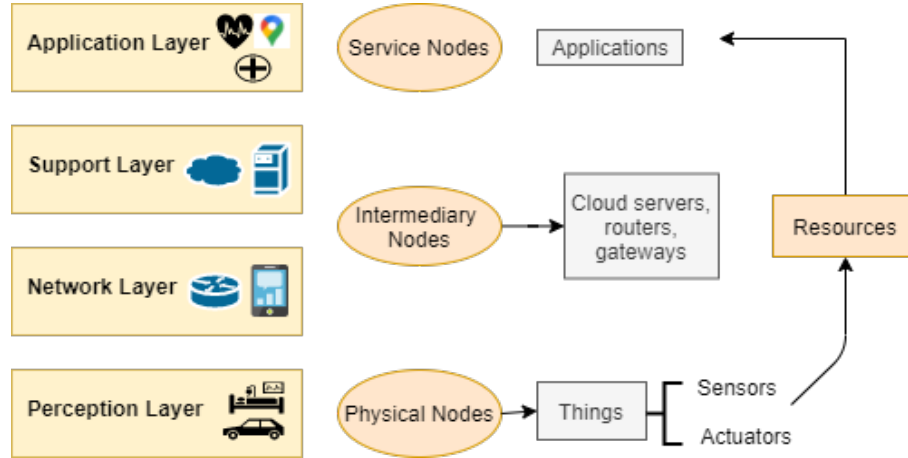 Application Layer
Service Nodes
Applications
Support Layer
Intermediary
Nodes
Cloud servers,
routers,
gateways
Resources
Network Layer
Perception Layer
Physical Nodes
Things
Sensors
Actuators